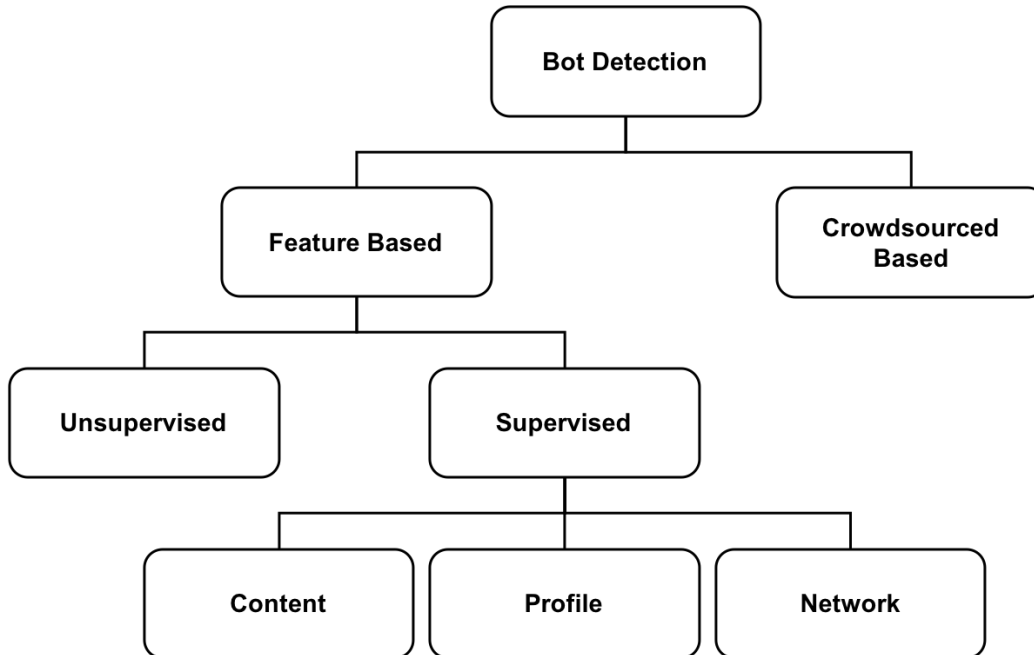 Bot Detection
Feature Based
Crowdsourced
Based
Unsupervised
Supervised
Content
Profile
Network